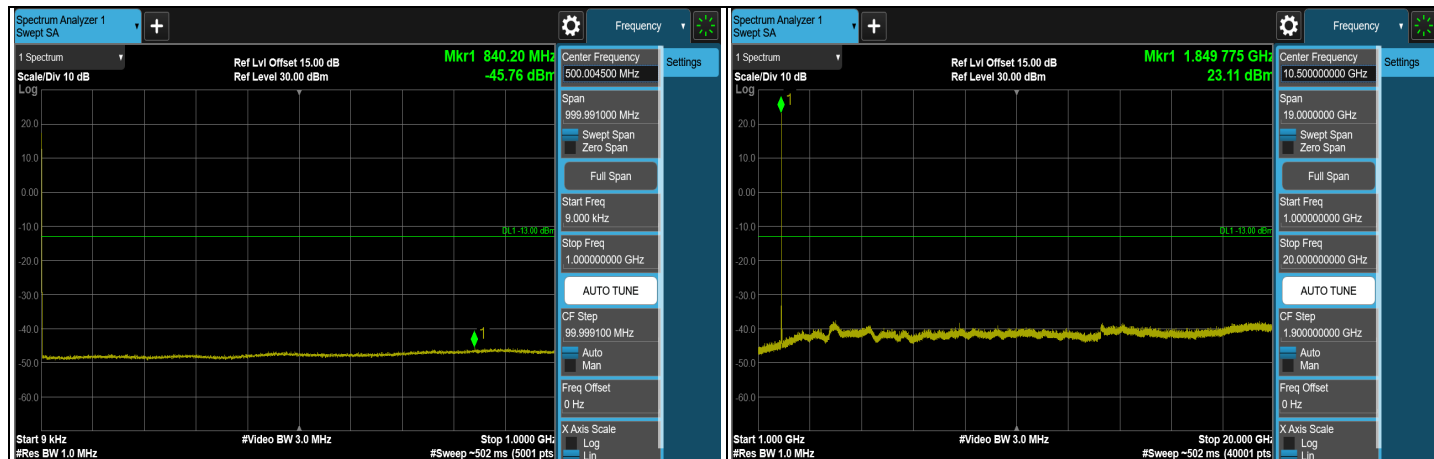 Spectrum Analyzer 1
Swept SA
+
Frequency
1 Spectrum
Ref Lvl Offset 15.00 dB
Mkr1 840.20 MHz
Scale/Div 10 dB
Ref Level 30.00 dBm
-45.76 dBm
Log
1
20.0
10.0
0.00
-10.0
DL1 -13.00 dBm
-20.0
-30.0
-40.0
-50.0
-60.0
Start 9 kHz
#Video BW 3.0 MHz
Stop 1.0000 GHz
#Res BW 1.0 MHz
#Sweep ~502 ms (5001 pts
Center Frequency
500.004500 MHz
Settings
Span
999.991000 MHz
Swept Span
Zero Span
Full Span
Start Freq
9.000 kHz
Stop Freq
1.000000000 GHz
AUTO TUNE
CF Step
99.999100 MHz
Auto
Man
Freq Offset
0 Hz
X Axis Scale
Log
Lin
Spectrum Analyzer 1
Swept SA
+
Frequency
1 Spectrum
Ref Lvl Offset 15.00 dB
Mkr1 1.849 775 GHz
Scale/Div 10 dB
Ref Level 30.00 dBm
23.11 dBm
Log
1
20.0
10.0
0.00
-10.0
DL1 -13.00 dBm
-20.0
-30.0
-40.0
-50.0
-60.0
Start 1.000 GHz
#Video BW 3.0 MHz
Stop 20.000 GHz
#Res BW 1.0 MHz
#Sweep ~502 ms (40001 pts
Center Frequency
10.500000000 GHz
Settings
Span
19.0000000 GHz
Swept Span
Zero Span
Full Span
Start Freq
1.000000000 GHz
Stop Freq
20.000000000 GHz
AUTO TUNE
CF Step
1.900000000 GHz
Auto
Man
Freq Offset
0 Hz
X Axis Scale
Log
Lin